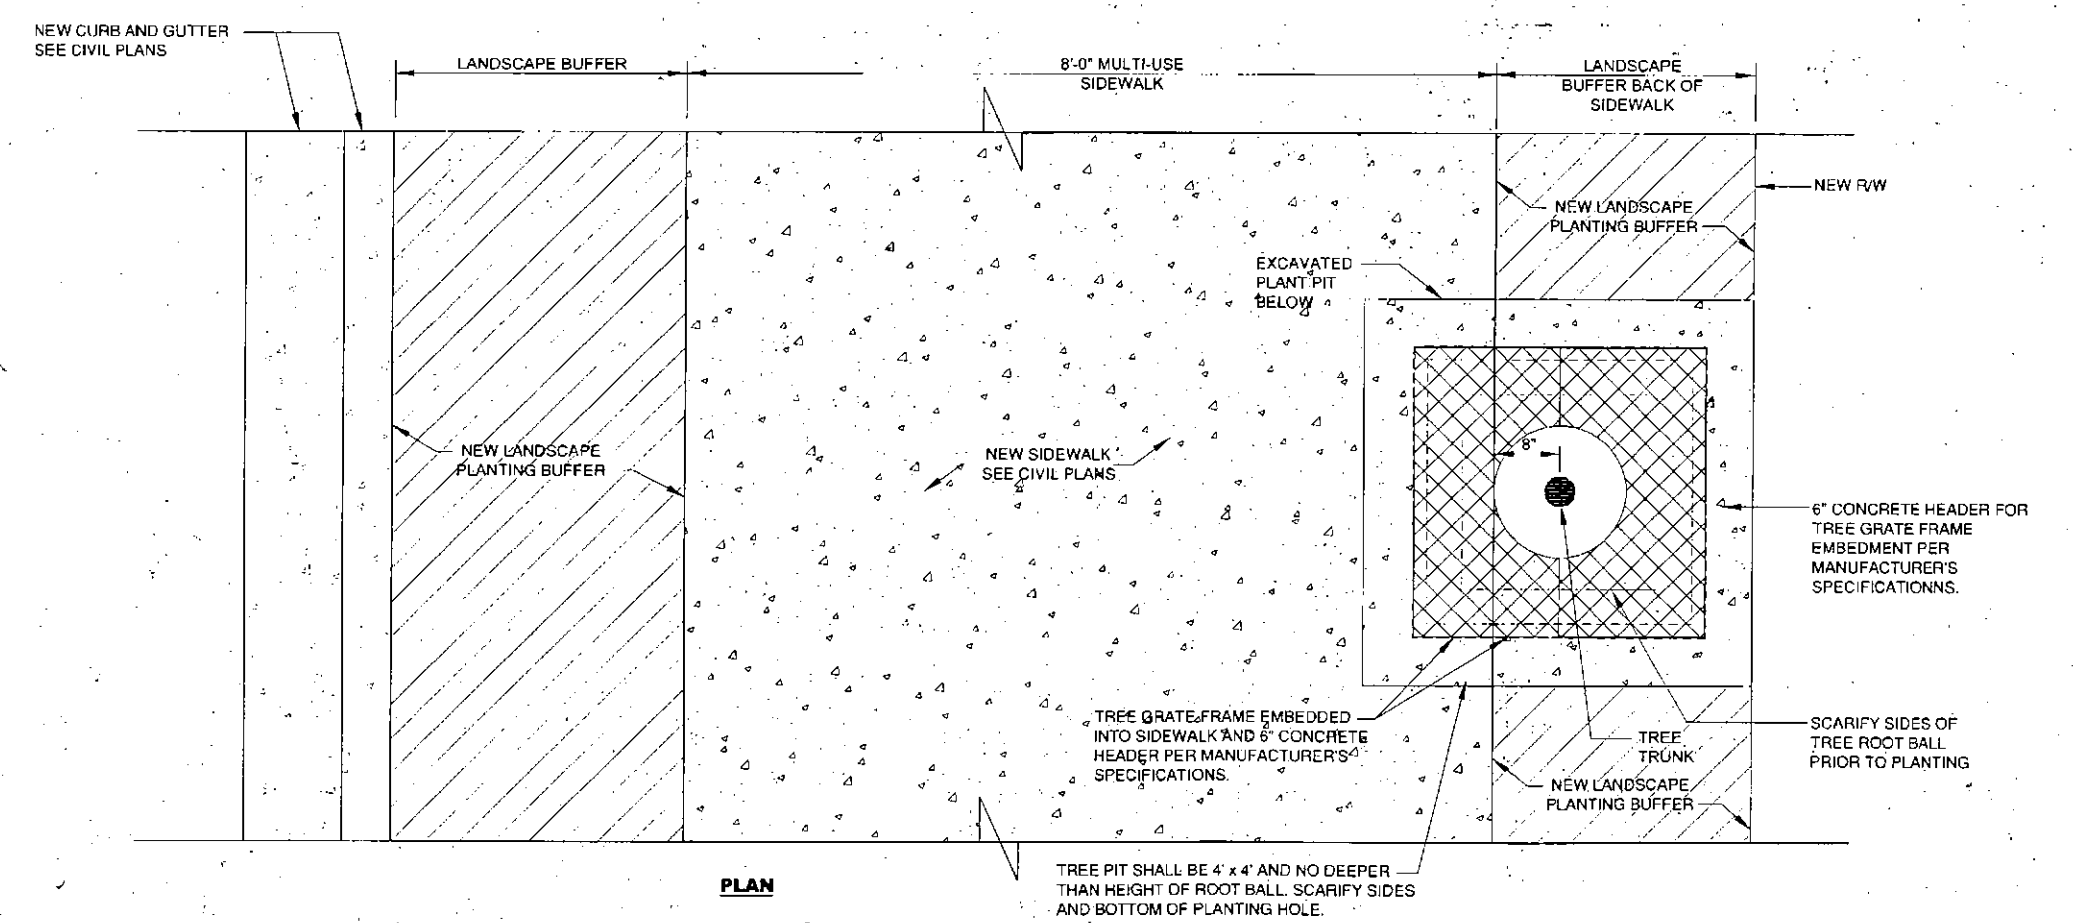 NEW CURB AND GUTTER
SEE CIVIL PLANS
LANDSCAPE BUFFER
8'-0" MULTI-USE
SIDEWALK
LANDSCAPE
BUFFER BACK OF
SIDEWALK
NEW R/W
NEW LANDSCAPE
PLANTING BUFFER
EXCAVATED
PLANT PIT
BELOW
8"
NEW LANDSCAPE
PLANTING BUFFER
NEW SIDEWALK
SEE CIVIL PLANS
6" CONCRETE HEADER FOR
TREE GRATE FRAME
EMBEDMENT PER
MANUFACTURER'S
SPECIFICATIONNS.
TREE GRATE FRAME EMBEDDED
INTO SIDEWALK AND 6" CONCRETE
HEADER PER MANUFACTURER'S
SPECIFICATIONS.
TREE
TRUNK
SCARIFY SIDES OF
TREE ROOT BALL
PRIOR TO PLANTING
NEW LANDSCAPE
PLANTING BUFFER
TREE PIT SHALL BE 4' x 4' AND NO DEEPER
THAN HEIGHT OF ROOT BALL. SCARIFY SIDES
AND BOTTOM OF PLANTING HOLE.
PLAN